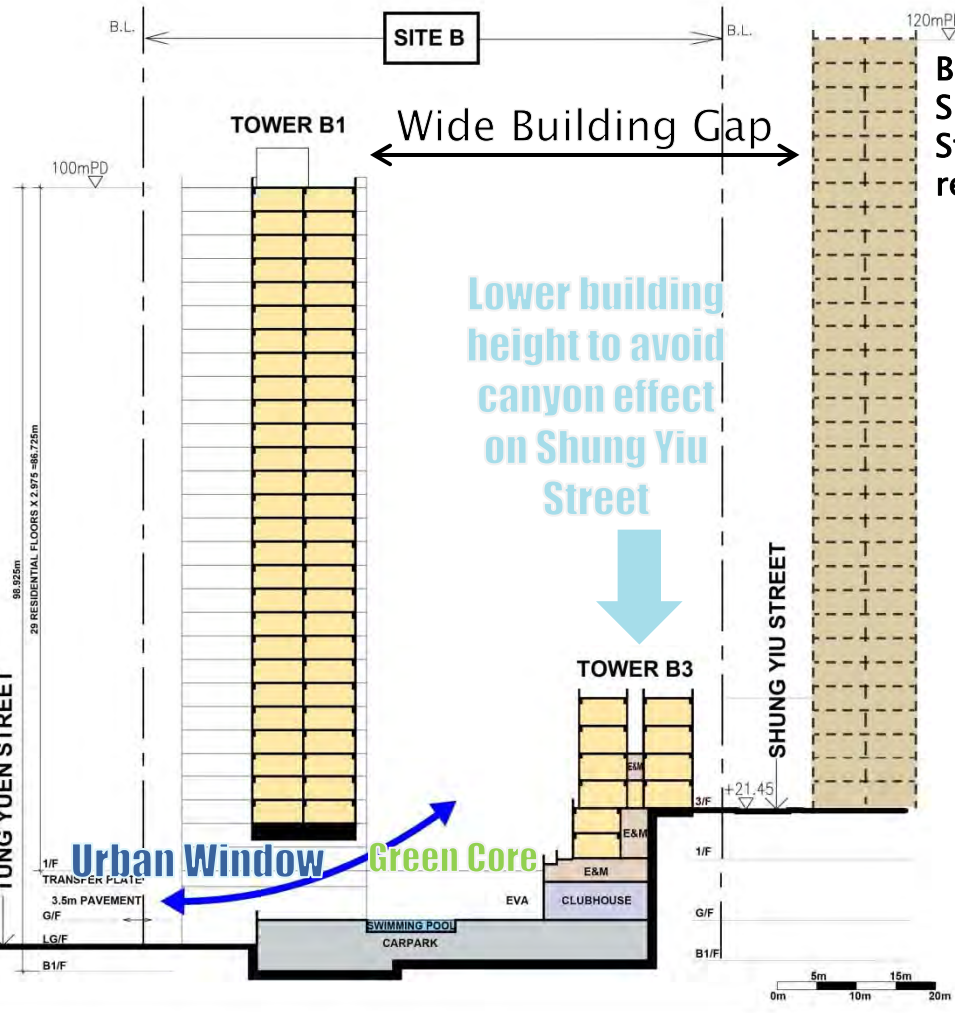 B.L.
SITE B
B.L.
120mPD
TOWER B1
Wide Building Gap
100mPD
Lower building
height to avoid
canyon effect
on Shung Yiu
Street
98.925m
29 RESIDENTIAL FLOORS X 2.975 =86.725m
TUNG YUEN STREET
SHUNG YIU STREET
TOWER B3
E&M
+21.45
3/F
E&M
1/F
Urban Window
Green Core
1/F
TRANSFER PLATE
E&M
3.5m PAVEMENT
EVA
CLUBHOUSE
G/F
G/F
SWIMMING POOL
CARPARK
LG/F
B1/F
B1/F
5m
15m
0m
10m
20m